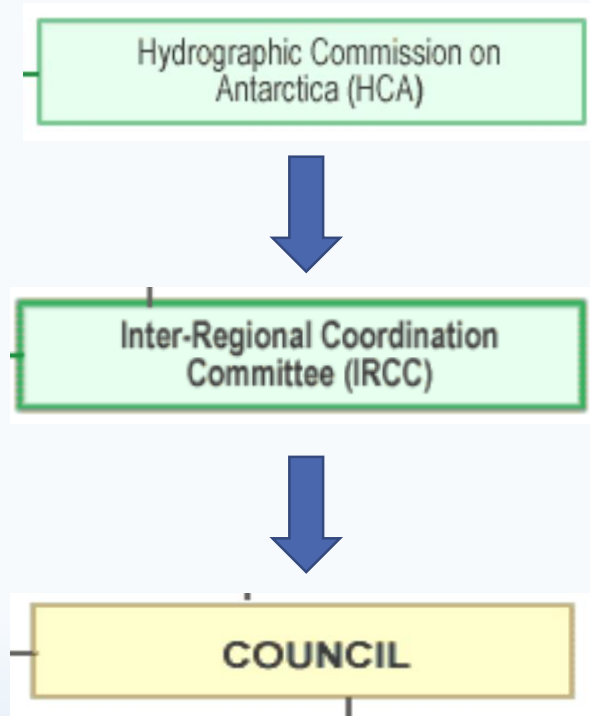 Hydrographic Commission on
Antarctica (HCA)
Inter-Regional Coordination
Committee (IRCC)
COUNCIL